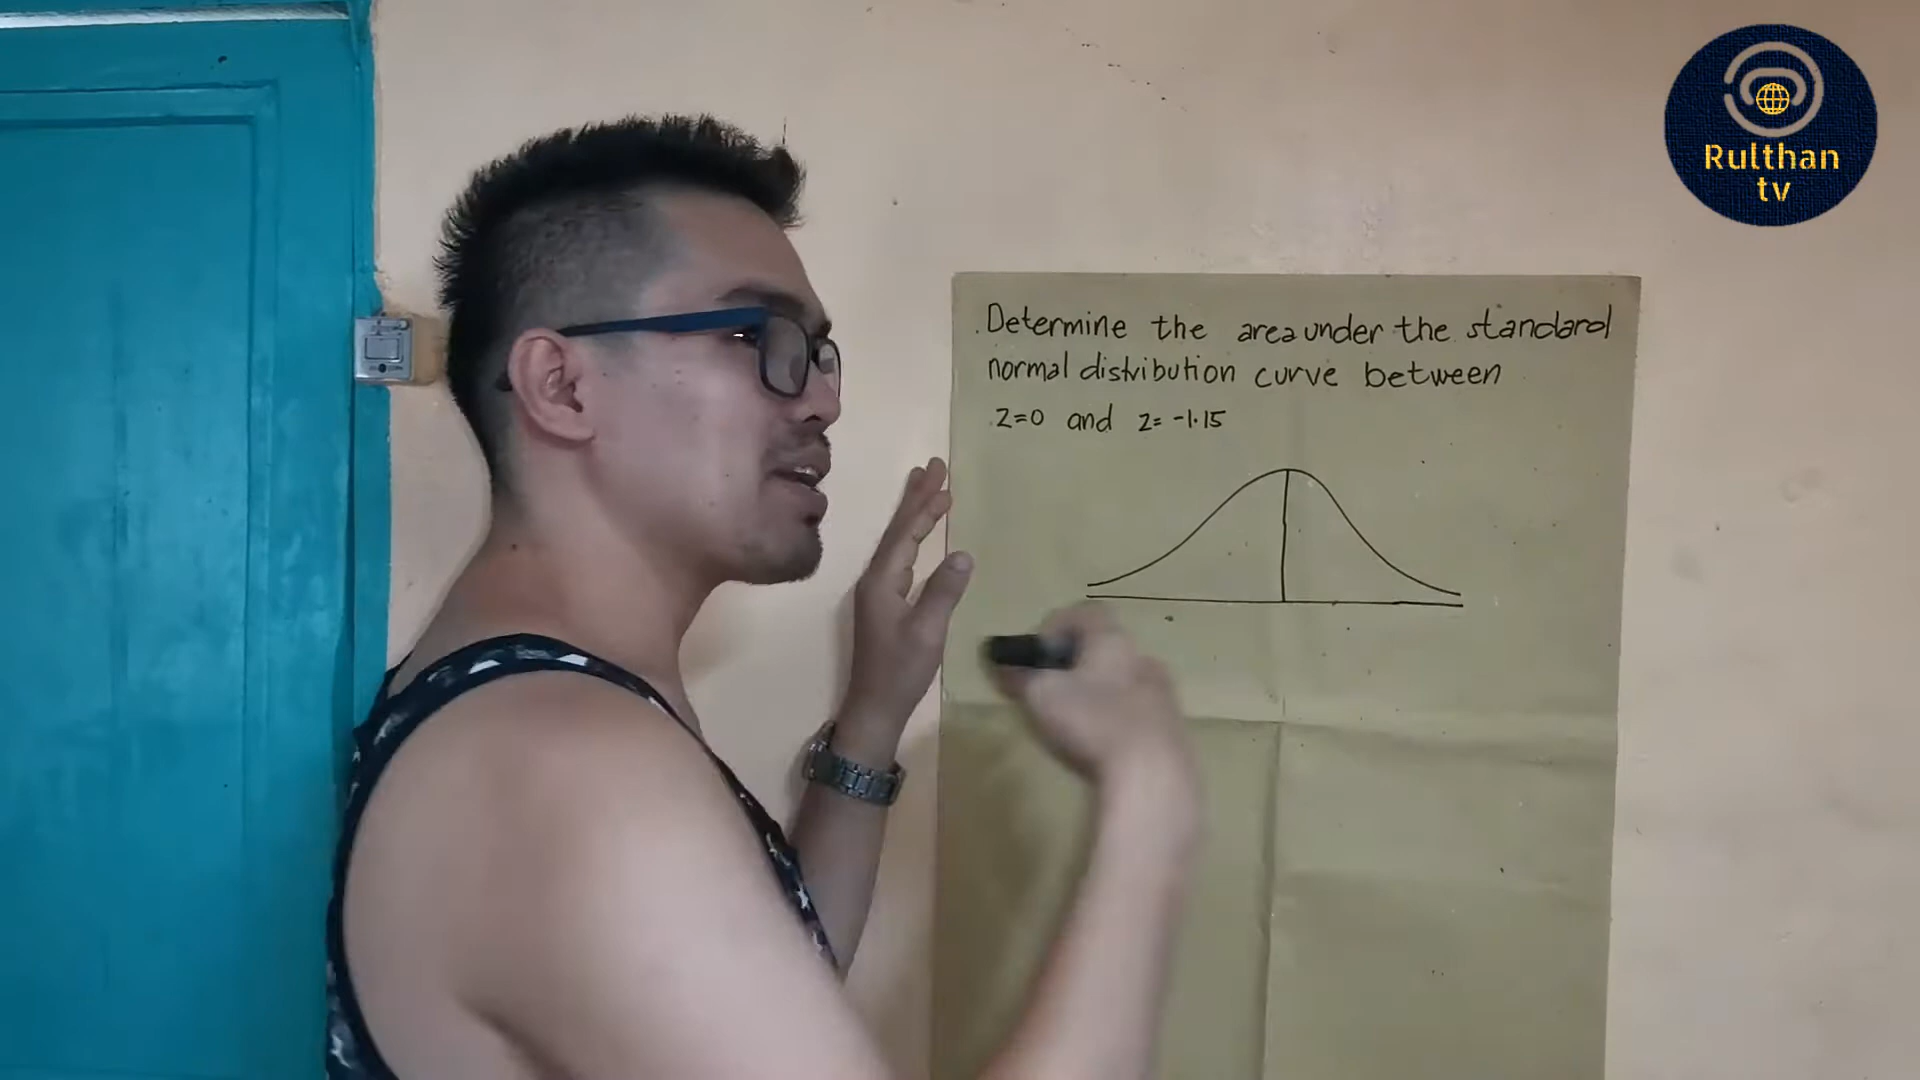 Rulthan
tv
Determine the area under the standard
normal distribution curve between
z=0 and z= -1.15